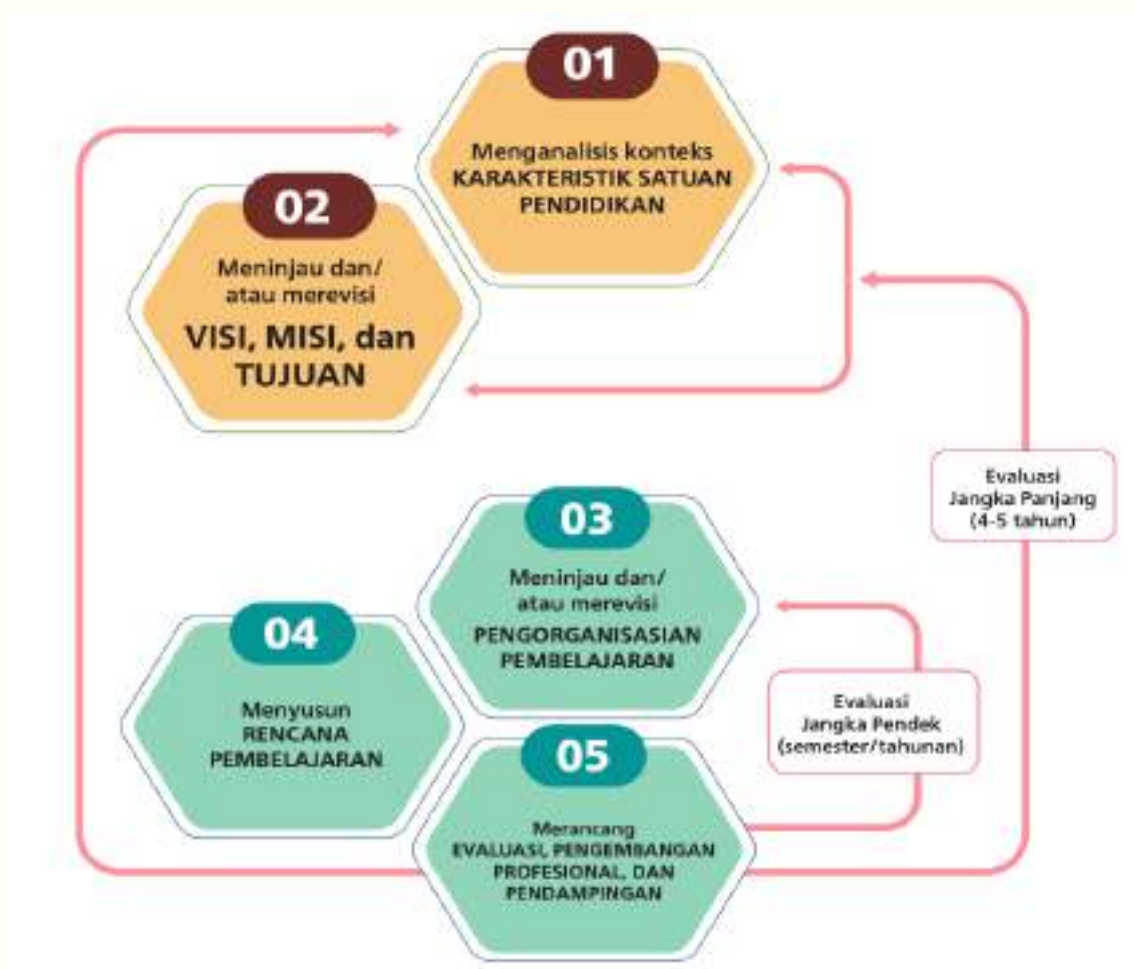 01
Menganalisis konteks
KARAKTERISTIK SATUAN
PENDIDIKAN
02
Meninjau dan/
atau merevisi
VISI, MISI, dan
TUJUAN
Evaluasi
Jangka Panjang
(4-5 tahun)
03
Meninjau dan/
atau merevisi
PENGORGANISASIAN
PEMBELAJARAN
04
Menyusun
RENCANA
PEMBELAJARAN
Evaluasi
Jangka Pendek
(semester/tahunan)
05
Merancang
EVALUASI, PENGEMBANGAN
PROFESIONAL, DAN
PENDAMPINGAN